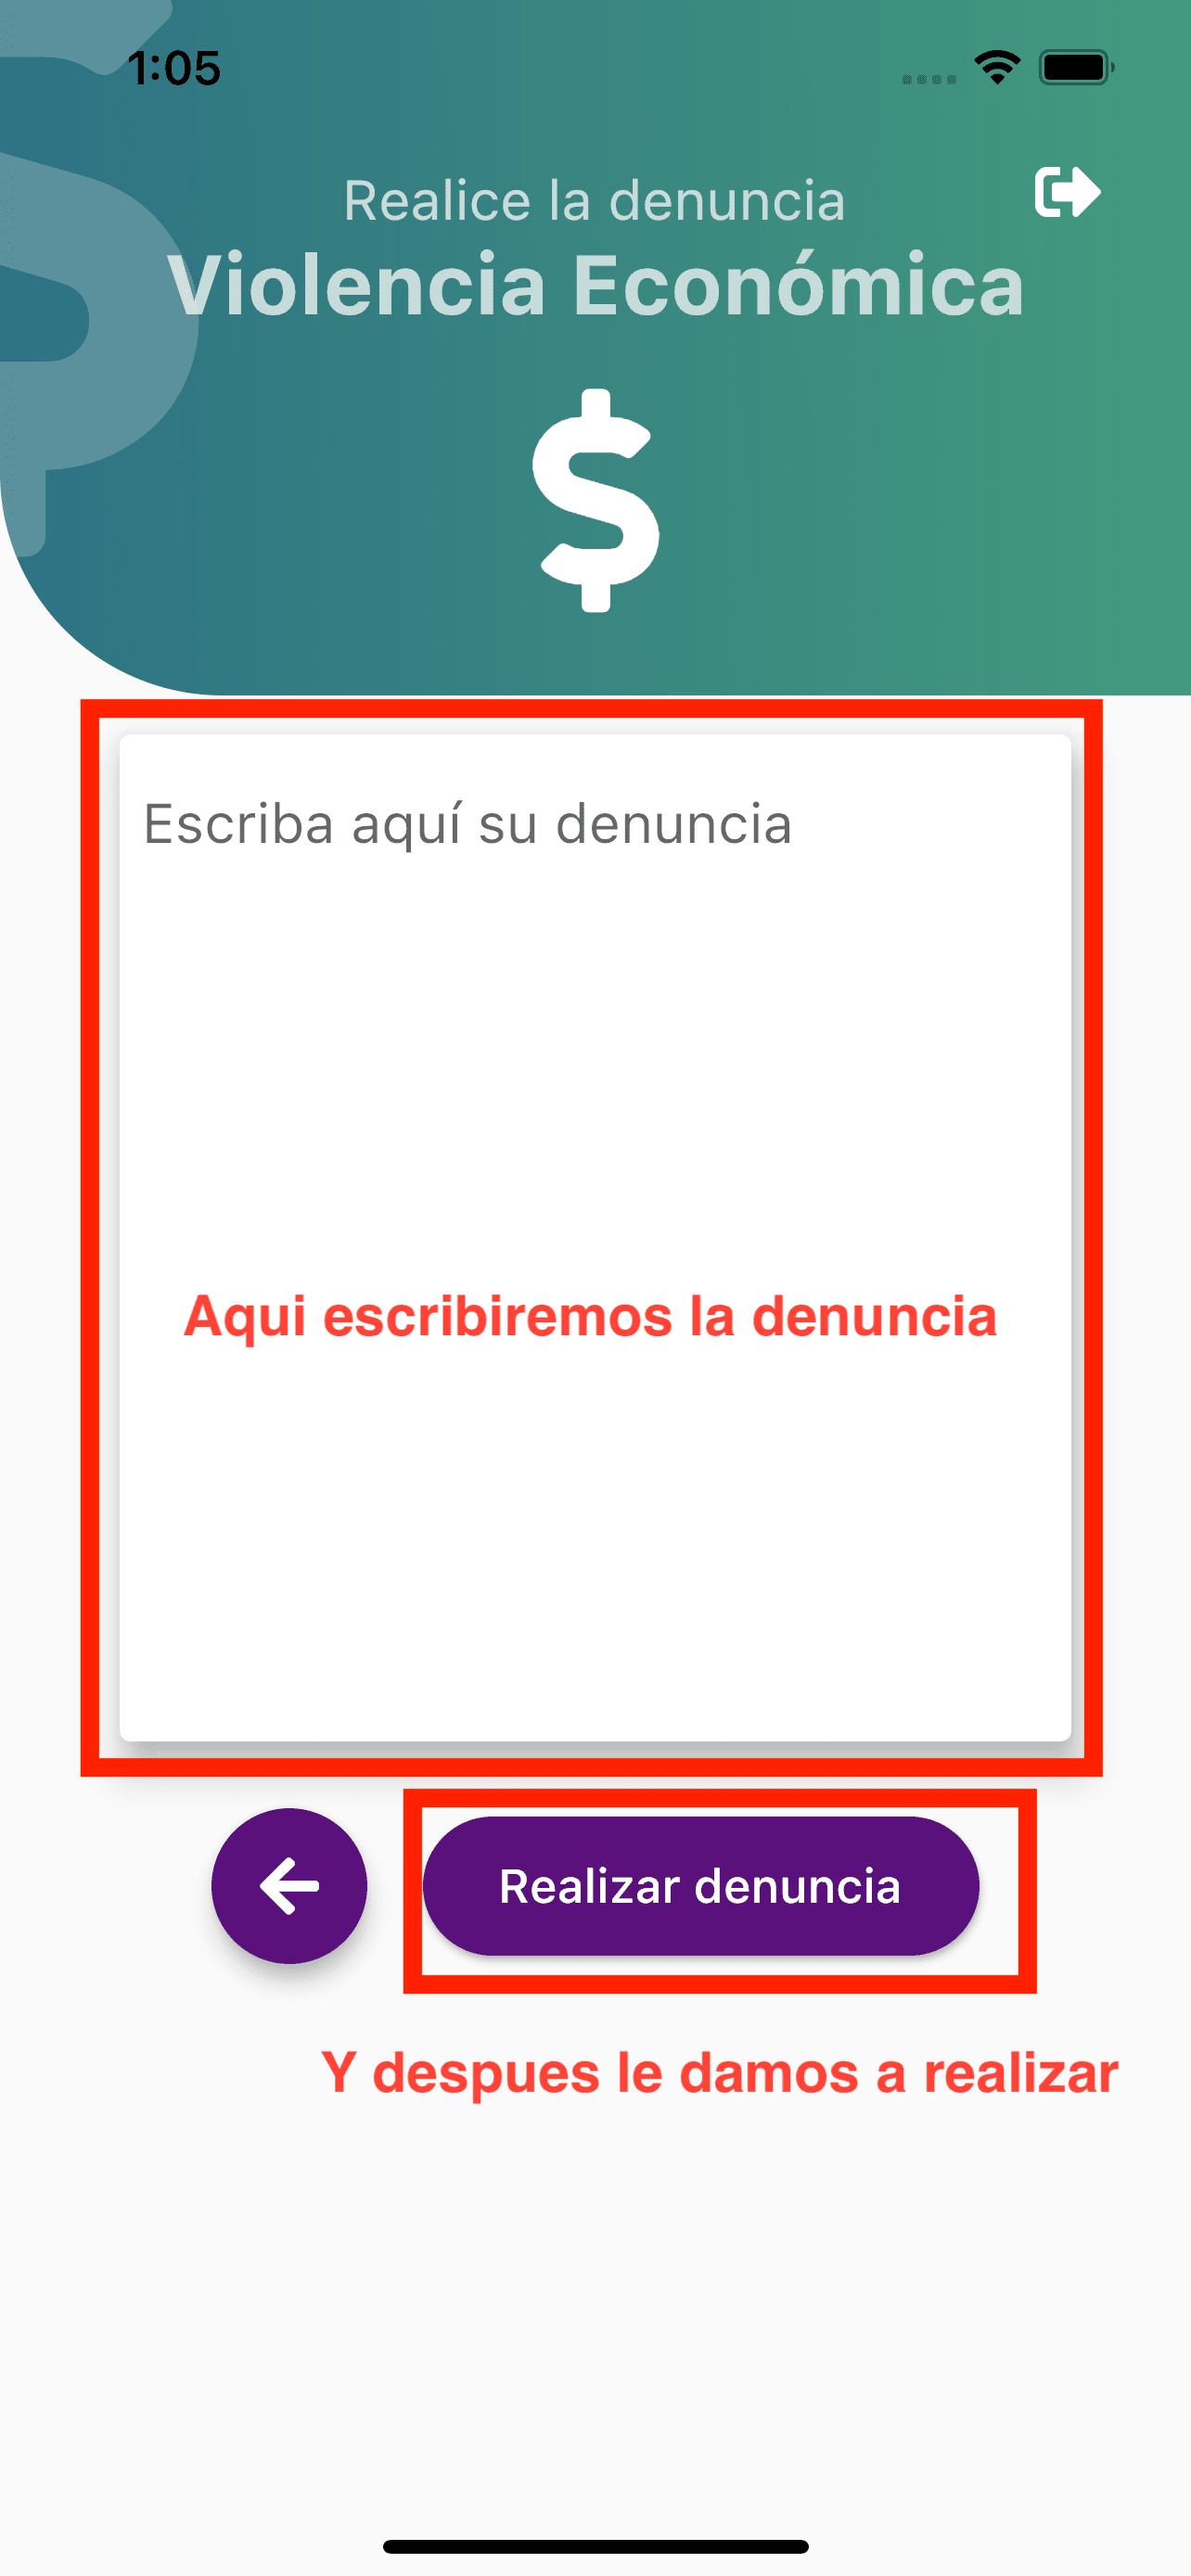 1:05
Realice la denuncia
Violencia Económica
$
Escriba aquí su denuncia
Aqui escribiremos la denuncia
Realizar denuncia
Y despues le damos a realizar